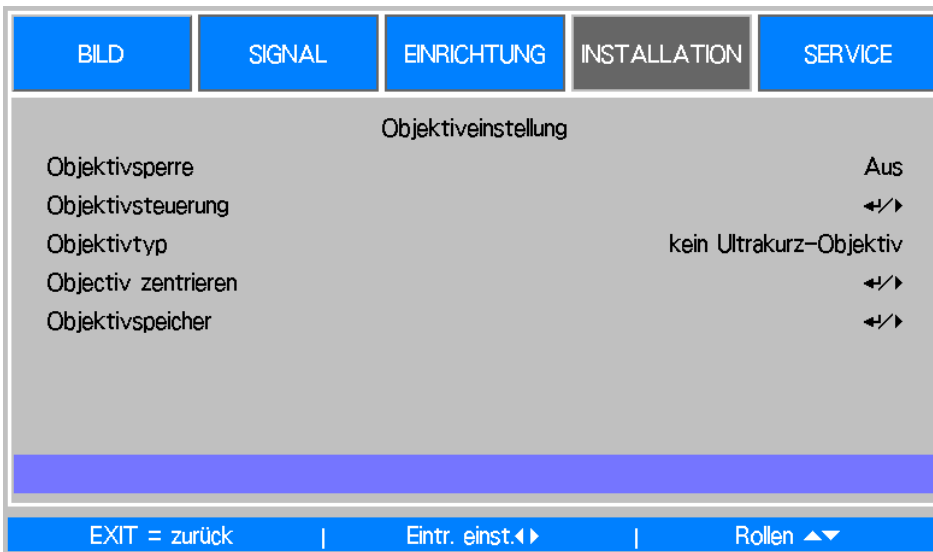 BILD SIGNAL EINRICHTUNG INSTALLATION SERVICE
Objektiveinstellung
Objektivsperre Aus
Objektivsteuerung ↵/▶
Objektivtyp kein Ultrakurz-Objektiv
Objectiv zentrieren ↵/▶
Objektivspeicher ↵/▶
EXIT = zurück | Eintr. einst.◀▶ | Rollen ▲▼